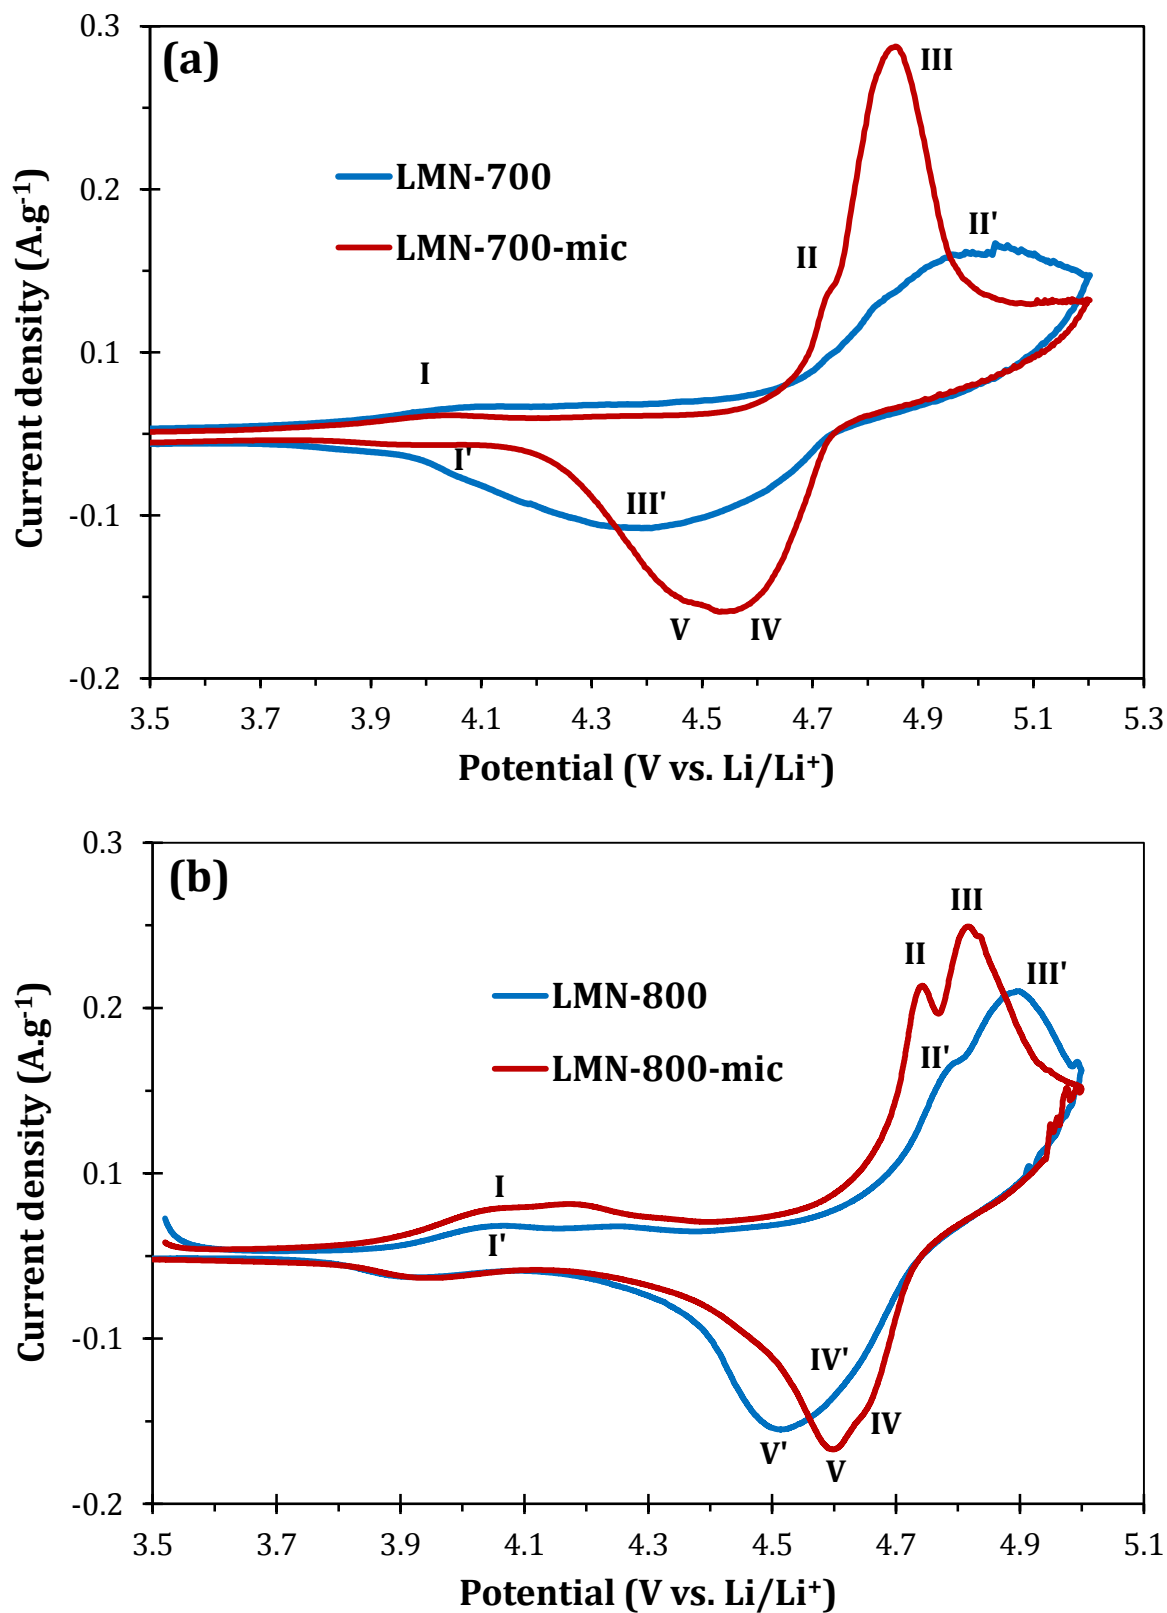 (a)
Current density (A.g⁻¹)
0.3
0.2
0.1
-0.1
-0.2
LMN-700
LMN-700-mic
I
II
III
II'
I'
III'
V
IV
3.5 3.7 3.9 4.1 4.3 4.5 4.7 4.9 5.1 5.3
Potential (V vs. Li/Li⁺)
(b)
Current density (A.g⁻¹)
0.3
0.2
0.1
-0.1
-0.2
LMN-800
LMN-800-mic
III
II
III'
II'
I
I'
IV'
IV
V'
V
3.5 3.7 3.9 4.1 4.3 4.5 4.7 4.9 5.1
Potential (V vs. Li/Li⁺)